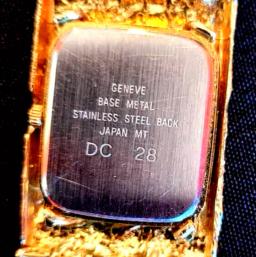 GENEVE
BASE METAL
STAINLESS STEEL BACK
JAPAN MT
DC 28